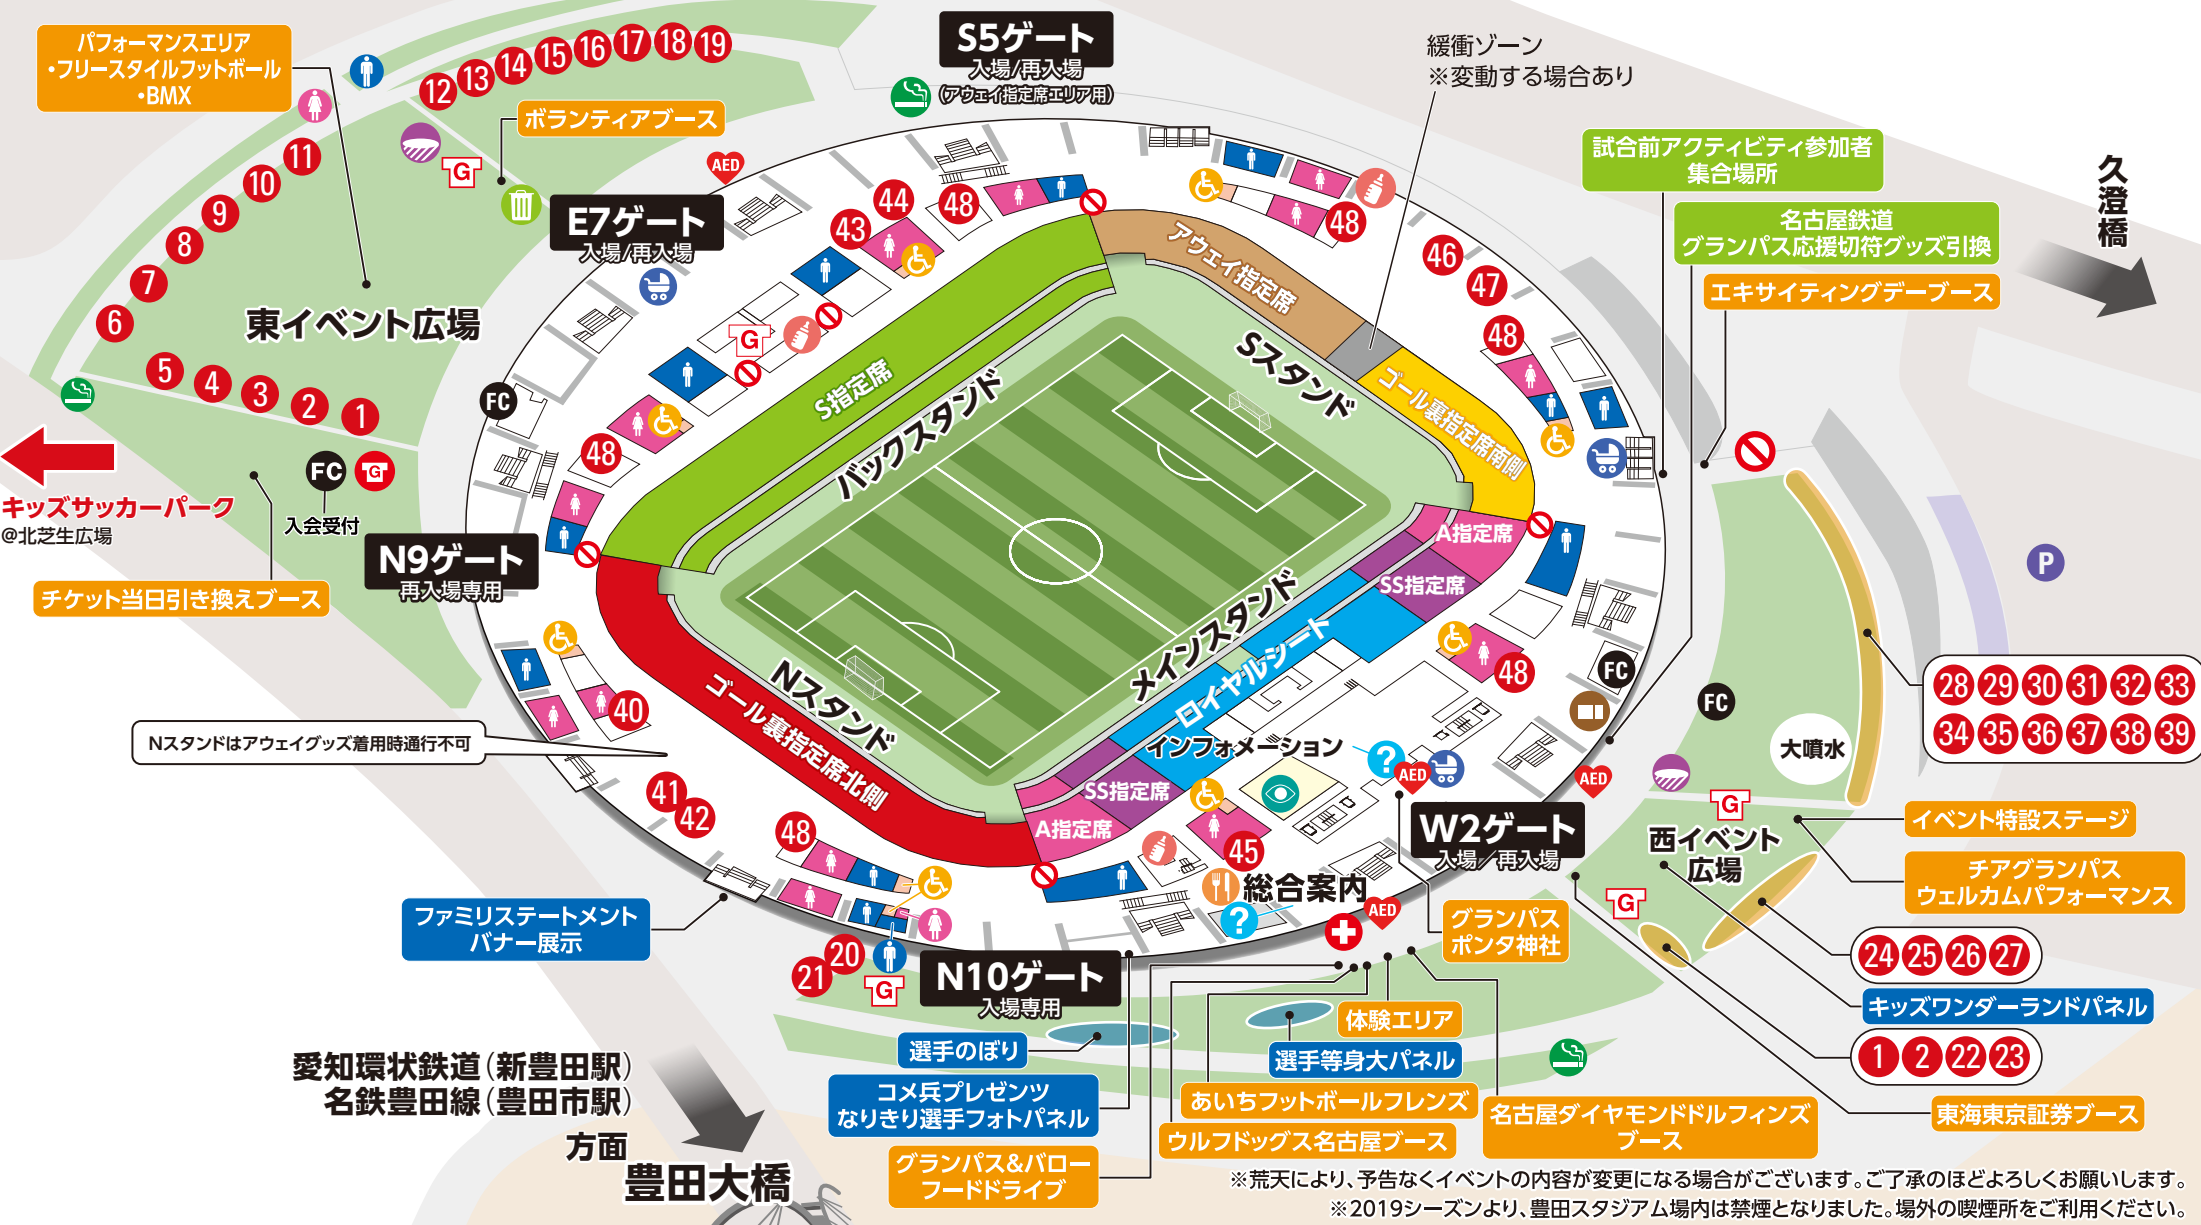 パフォーマンスエリア
・フリースタイルフットボール
・BMX
12
13
14
15
16
17
18
19
ボランティアブース
S5ゲート
入場/再入場
(アウェイ指定席エリア用)
緩衝ゾーン
※変動する場合あり
試合前アクティビティ参加者
集合場所
名古屋鉄道
グランパス応援切符グッズ引換
エキサイティングデーブース
久澄橋
11
10
9
8
7
6
5
4
3
2
1
G
AED
E7ゲート
入場/再入場
東イベント広場
44
43
48
48
46
47
48
アウェイ指定席
Sスタンド
ゴール裏指定席南側
S指定席
バックスタンド
G
FC
48
キッズサッカーパーク
@北芝生広場
FC
G
入会受付
N9ゲート
再入場専用
チケット当日引き換えブース
A指定席
SS指定席
メインスタンド
ロイヤルシート
P
48
FC
FC
28 29 30 31 32 33
34 35 36 37 38 39
Nスタンド
ゴール裏指定席北側
40
Nスタンドはアウェイグッズ着用時通行不可
41
42
48
インフォメーション
?
AED
AED
SS指定席
A指定席
W2ゲート
入場/再入場
大噴水
G
西イベント
広場
イベント特設ステージ
チアグランパス
ウェルカムパフォーマンス
45
総合案内
?
AED
G
グランパス
ポンタ神社
24 25 26 27
キッズワンダーランドパネル
1 2 22 23
東海東京証券ブース
ファミリステートメント
バナー展示
20
21
G
N10ゲート
入場専用
選手のぼり
体験エリア
選手等身大パネル
コメ兵プレゼンツ
なりきり選手フォトパネル
あいちフットボールフレンズ
ウルフドッグス名古屋ブース
名古屋ダイヤモンドドルフィンズ
ブース
グランパス&バロー
フードドライブ
愛知環状鉄道(新豊田駅)
名鉄豊田線(豊田市駅)
方面
豊田大橋
※荒天により、予告なくイベントの内容が変更になる場合がございます。ご了承のほどよろしくお願いします。
※2019シーズンより、豊田スタジアム場内は禁煙となりました。場外の喫煙所をご利用ください。